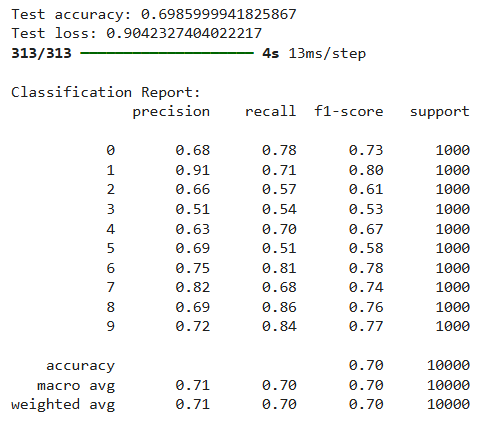 Test accuracy: 0.6985999941825867
Test loss: 0.9042327404022217
313/313 ━━━━━━━━━━━━━━━━━━━━ 4s 13ms/step
Classification Report:
precision recall f1-score support
0 0.68 0.78 0.73 1000
1 0.91 0.71 0.80 1000
2 0.66 0.57 0.61 1000
3 0.51 0.54 0.53 1000
4 0.63 0.70 0.67 1000
5 0.69 0.51 0.58 1000
6 0.75 0.81 0.78 1000
7 0.82 0.68 0.74 1000
8 0.69 0.86 0.76 1000
9 0.72 0.84 0.77 1000
accuracy 0.70 10000
macro avg 0.71 0.70 0.70 10000
weighted avg 0.71 0.70 0.70 10000